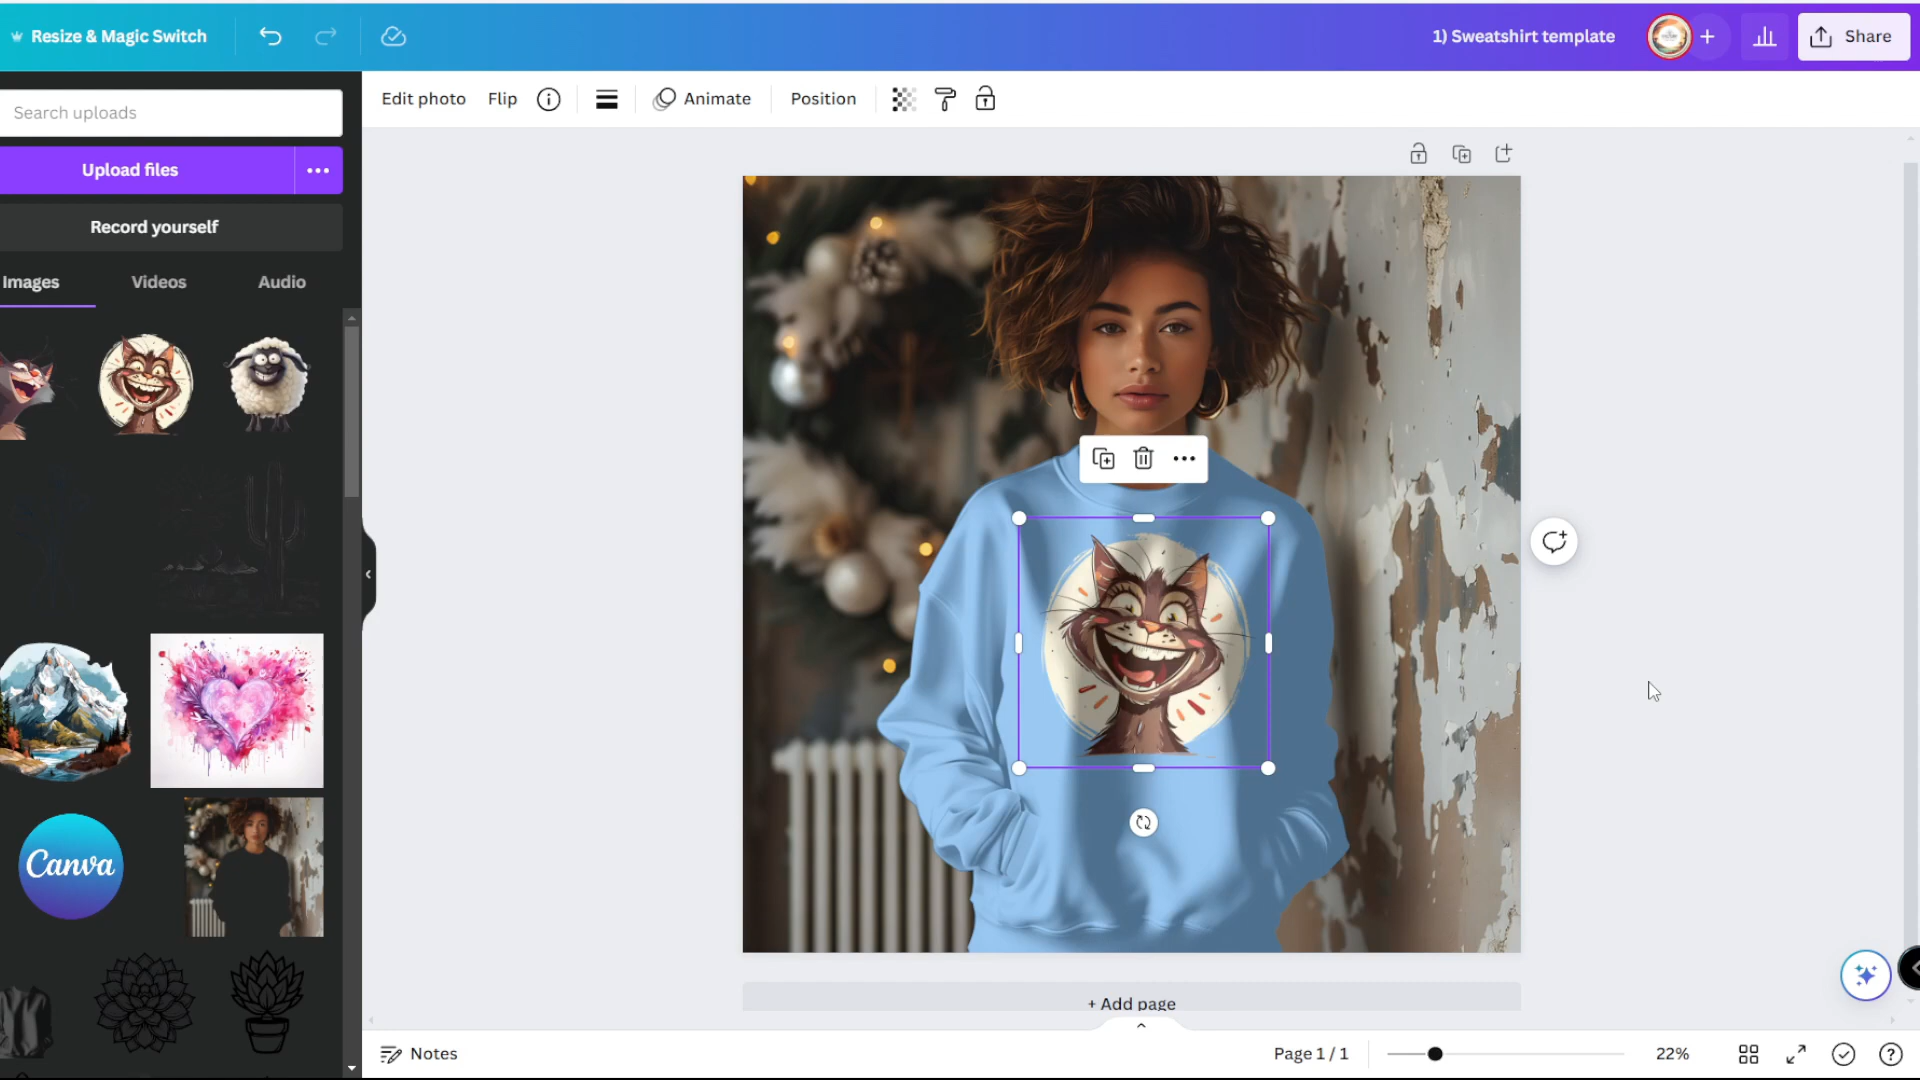 Resize & Magic Switch
1) Sweatshirt template
Share
Search uploads
Edit photo
Flip
Animate
Position
Upload files
Record yourself
Images
Videos
Audio
Canva
+ Add page
Notes
Page 1 / 1
22%